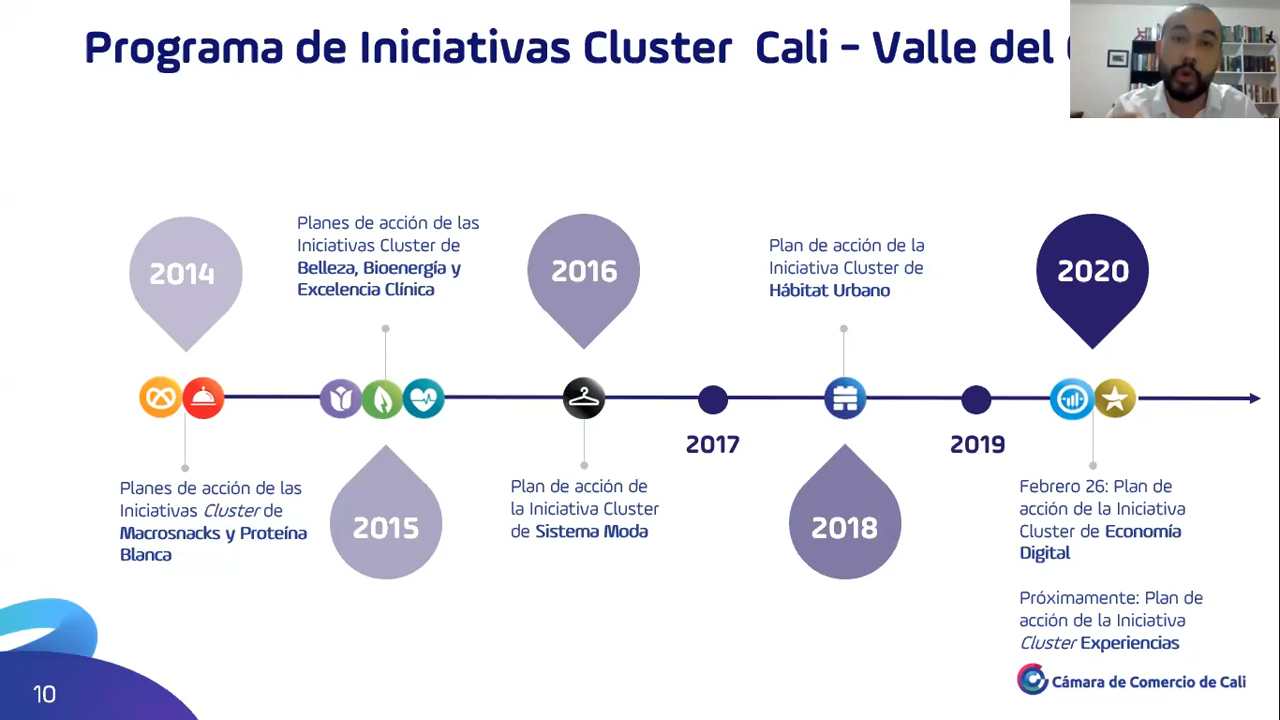 Programa de Iniciativas Cluster Cali - Valle del
2014
Planes de acción de las
Iniciativas Cluster de
Belleza, Bioenergía y
Excelencia Clínica
2016
Plan de acción de la
Iniciativa Cluster de
Hábitat Urbano
2020
2017
2019
Planes de acción de las
Iniciativas Cluster de
Macrosnacks y Proteína
Blanca
2015
Plan de acción de
la Iniciativa Cluster
de Sistema Moda
2018
Febrero 26: Plan de
acción de la Iniciativa
Cluster de Economía
Digital
Próximamente: Plan de
acción de la Iniciativa
Cluster Experiencias
Cámara de Comercio de Cali
10